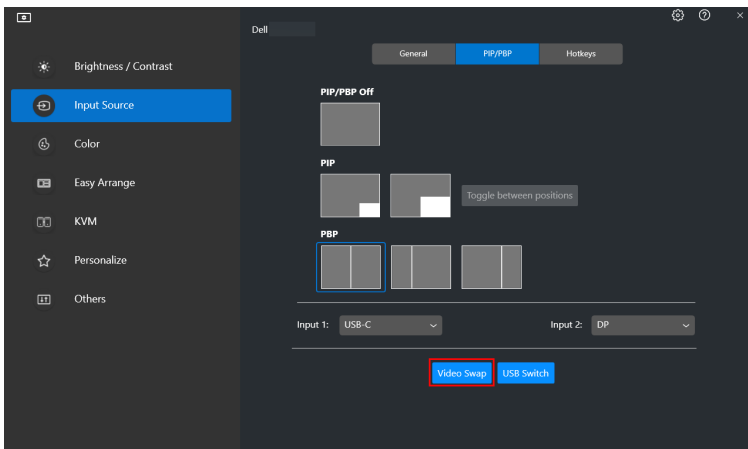 Dell
General PIP/PBP Hotkeys
Brightness / Contrast
Input Source
Color
Easy Arrange
KVM
Personalize
Others
PIP/PBP Off
PIP
Toggle between positions
PBP
Input 1: USB-C Input 2: DP
Video Swap USB Switch